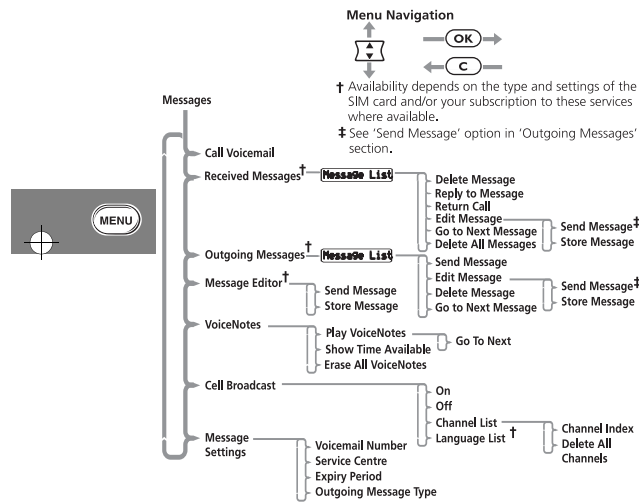 Menu Navigation
OK
C
† Availability depends on the type and settings of the
SIM card and/or your subscription to these services
where available.
‡ See 'Send Message' option in 'Outgoing Messages'
section.
Messages
MENU
Call Voicemail
Received Messages†
Message List
Delete Message
Reply to Message
Return Call
Edit Message
Go to Next Message
Delete All Messages
Send Message‡
Store Message
Outgoing Messages†
Message List
Send Message
Edit Message
Delete Message
Go to Next Message
Send Message‡
Store Message
Message Editor†
Send Message
Store Message
VoiceNotes
Play VoiceNotes
Show Time Available
Erase All VoiceNotes
Go To Next
Cell Broadcast
On
Off
Channel List
Language List †
Channel Index
Delete All
Channels
Message
Settings
Voicemail Number
Service Centre
Expiry Period
Outgoing Message Type